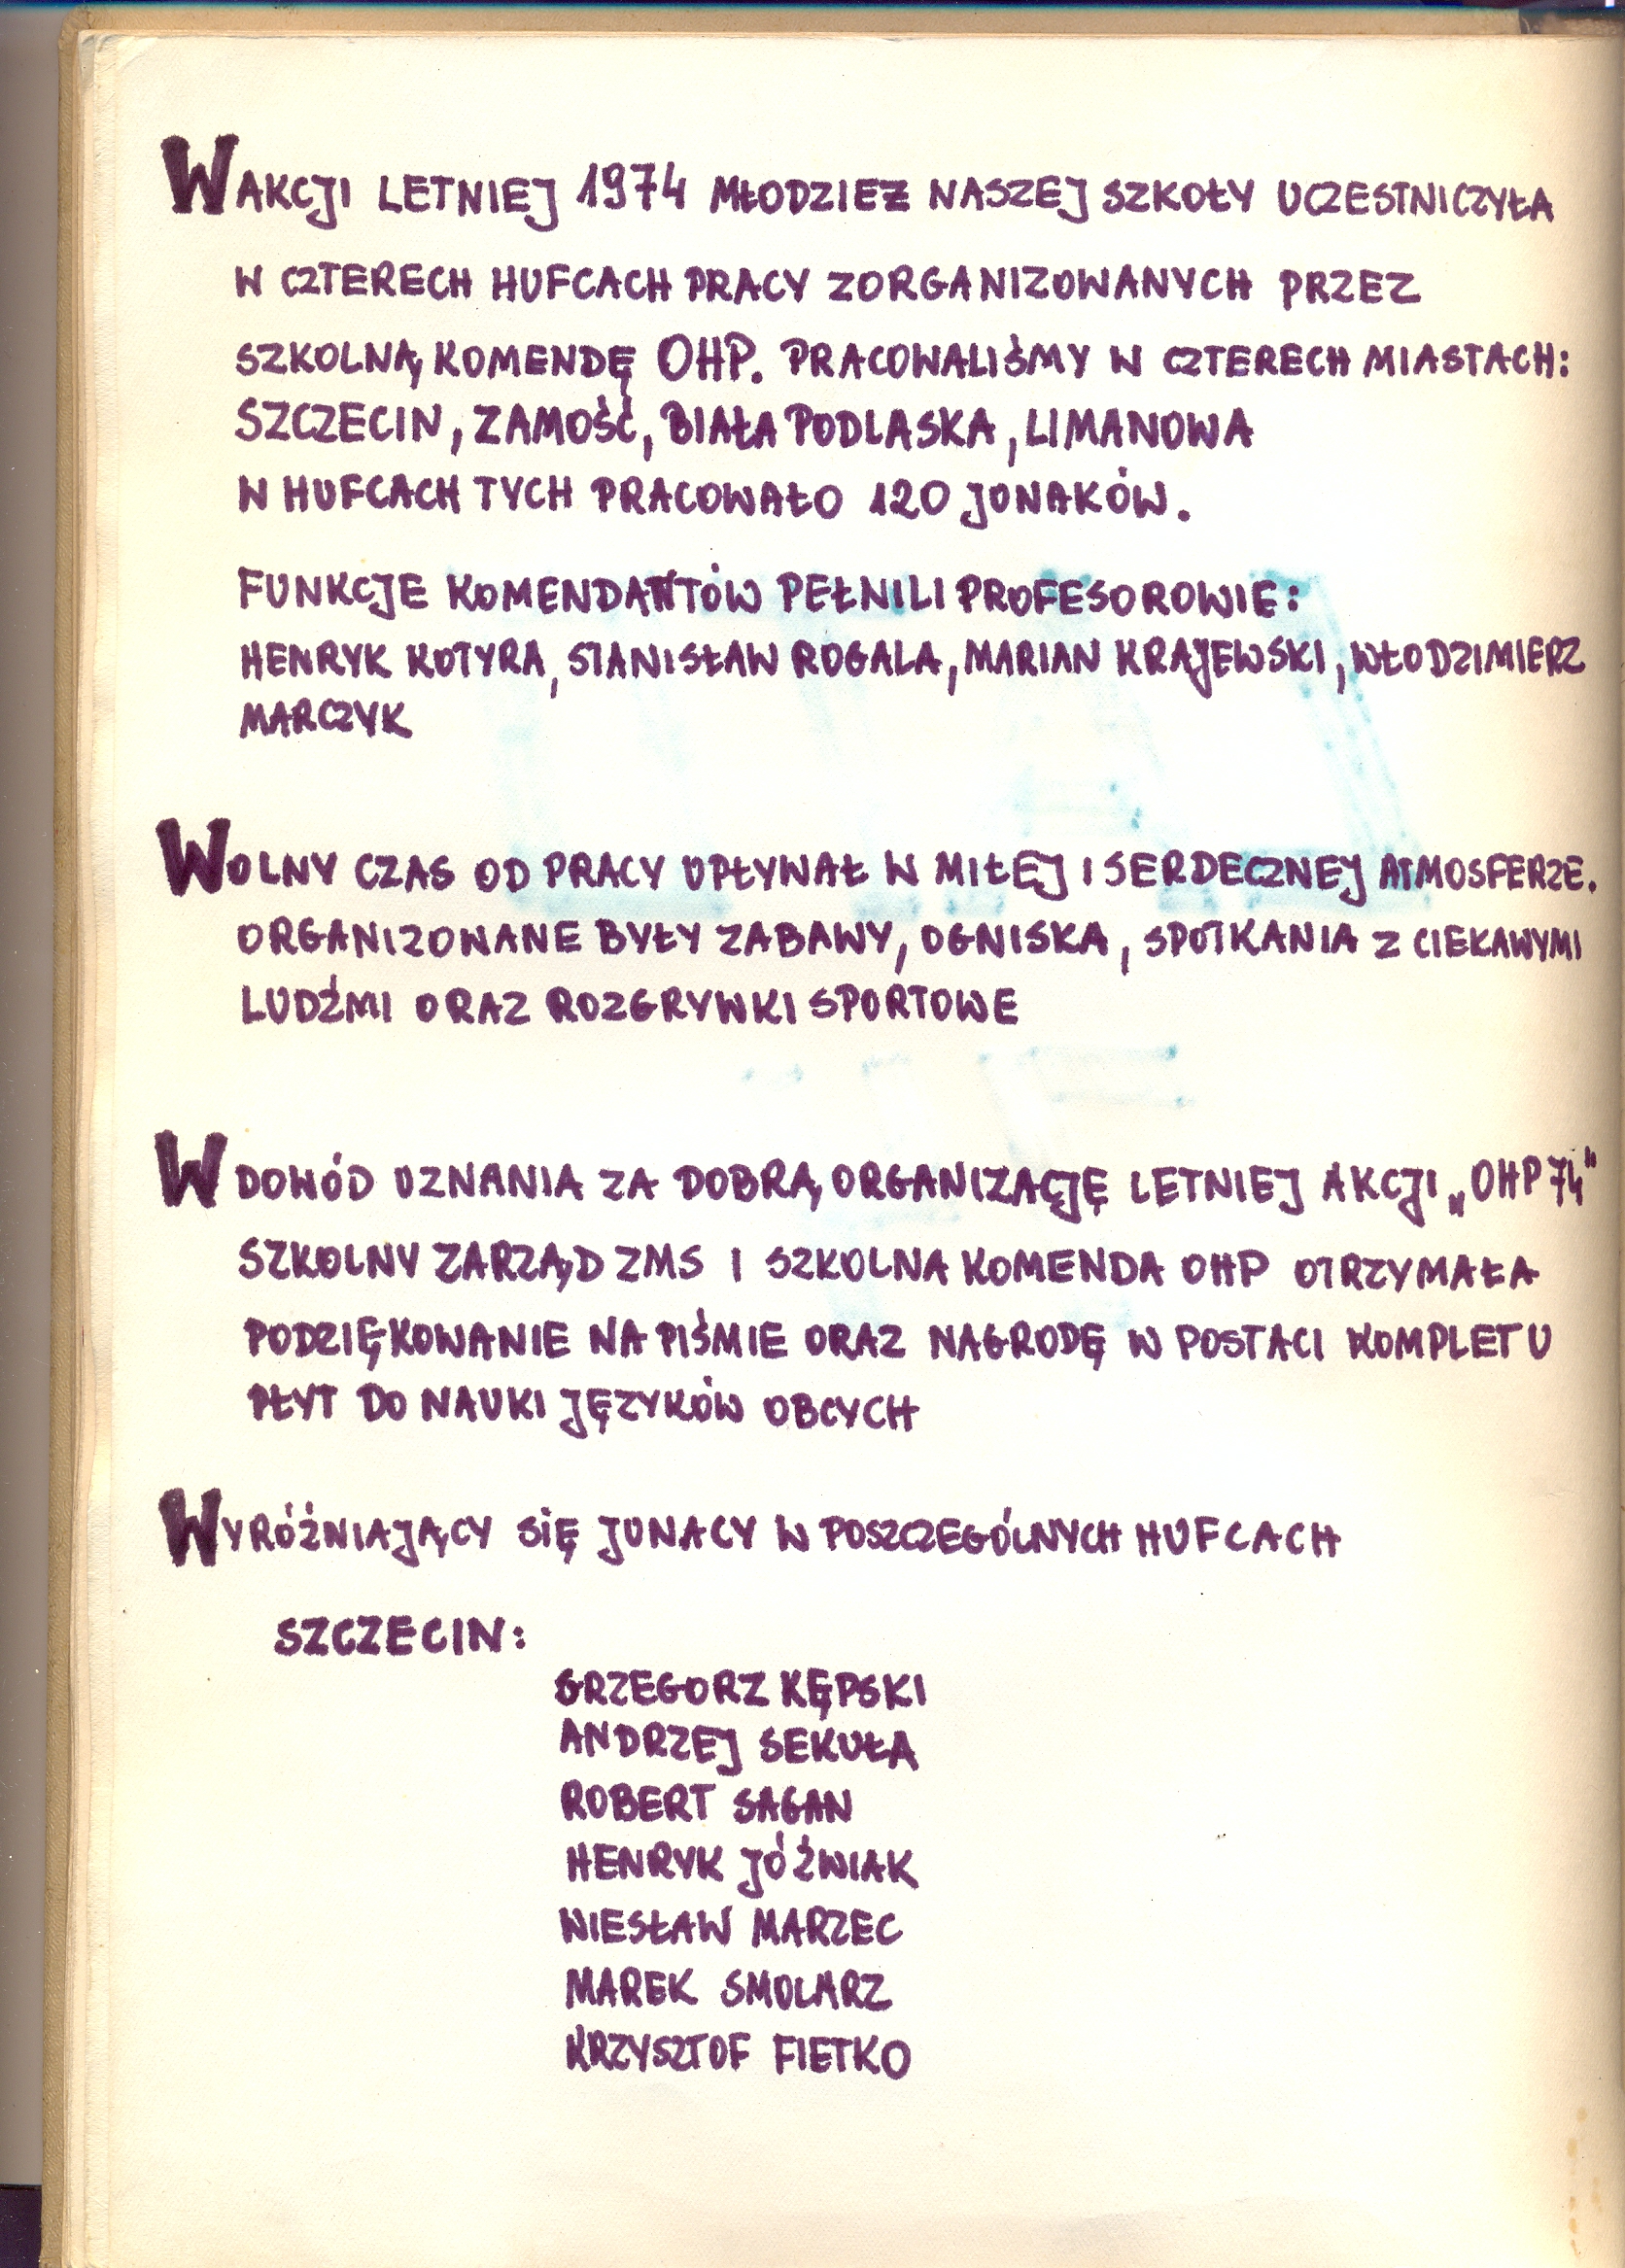 W AKCJI LETNIEJ 1974 MŁODZIEŻ NASZEJ SZKOŁY UCZESTNICZYŁA
W CZTERECH HUFCACH PRACY ZORGANIZOWANYCH PRZEZ
SZKOLNĄ KOMENDĘ OHP. PRACOWALIŚMY W CZTERECH MIASTACH:
SZCZECIN, ZAMOŚĆ, BIAŁA PODLASKA, LIMANOWA
W HUFCACH TYCH PRACOWAŁO 120 JONAKÓW.
FUNKCJE KOMENDANTÓW PEŁNILI PROFESOROWIE:
HENRYK KOTYRA, STANISŁAW ROGALA, MARIAN KRAJEWSKI, WŁODZIMIERZ
MARCZYK
WOLNY CZAS OD PRACY UPŁYWAŁ W MIŁEJ I SERDECZNEJ ATMOSFERZE.
ORGANIZOWANE BYŁY ZABAWY, OGNISKA, SPOTKANIA Z CIEKAWYMI
LUDŹMI ORAZ ROZGRYWKI SPORTOWE
W DOWÓD UZNANIA ZA DOBRĄ ORGANIZACJĘ LETNIEJ AKCJI „OHP 74"
SZKOLNY ZARZĄD ZMS I SZKOLNA KOMENDA OHP OTRZYMAŁA
PODZIĘKOWANIE NA PIŚMIE ORAZ NAGRODĘ W POSTACI KOMPLETU
PŁYT DO NAUKI JĘZYKÓW OBCYCH
WYRÓŻNIAJĄCY SIĘ JUNACY W POSZCZEGÓLNYCH HUFCACH
SZCZECIN:
GRZEGORZ KĘPSKI
ANDRZEJ SEKUŁA
ROBERT SAGAN
HENRYK JÓŹWIAK
WIESŁAW MARZEC
MAREK SMOLARZ
KRZYSZTOF FIETKO